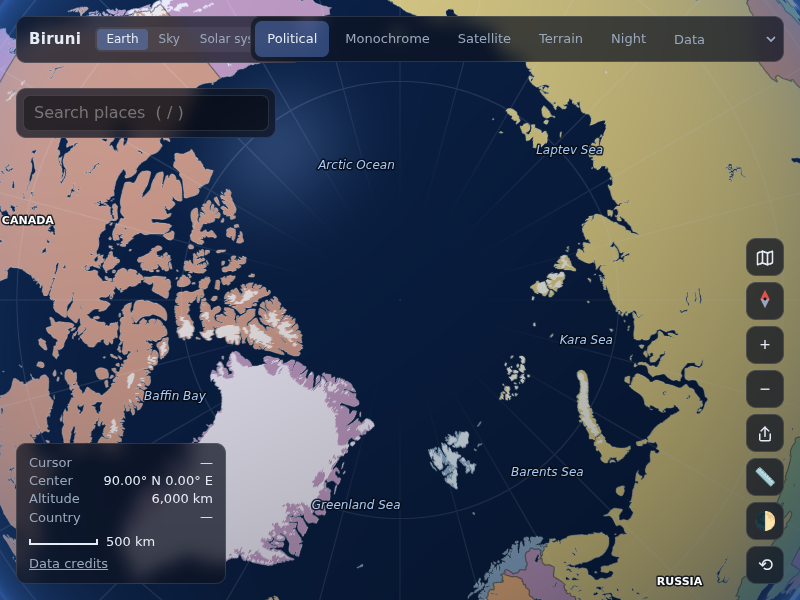 Biruni
Earth
Sky
Solar sys
Political
Monochrome
Satellite
Terrain
Night
Data
Search places ( / )
Laptev Sea
Arctic Ocean
CANADA
Kara Sea
Baffin Bay
Barents Sea
Greenland Sea
RUSSIA
Cursor —
Center 90.00° N 0.00° E
Altitude 6,000 km
Country —
500 km
Data credits